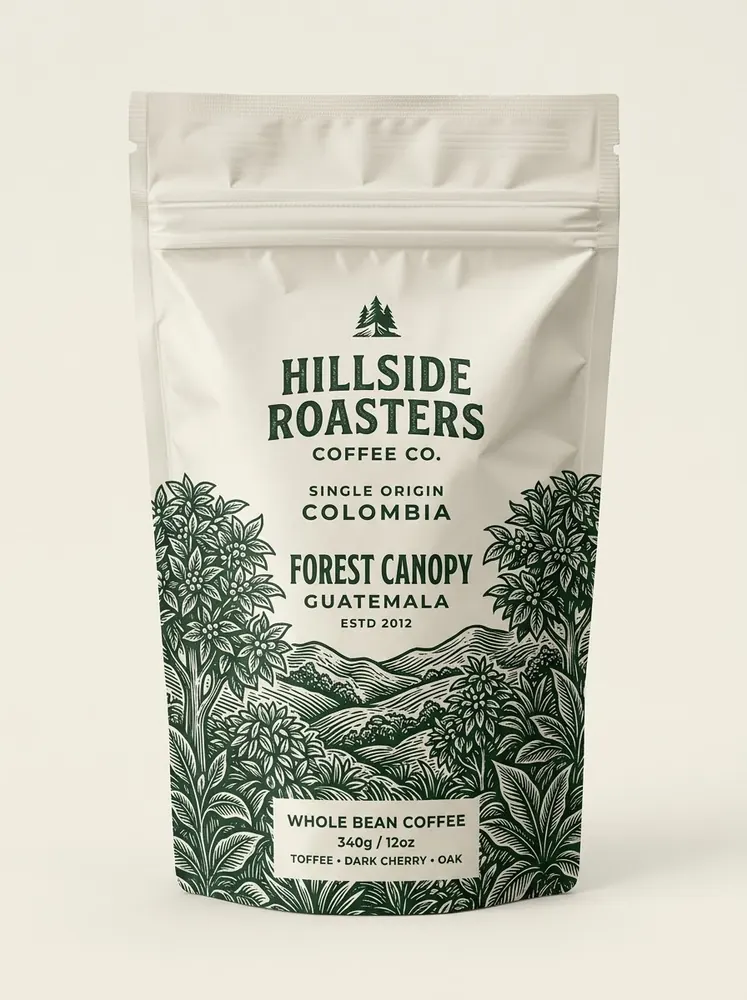 HILLSIDE
ROASTERS
COFFEE CO.
SINGLE ORIGIN
COLOMBIA
FOREST CANOPY
GUATEMALA
ESTD 2012
WHOLE BEAN COFFEE
340g / 12oz
TOFFEE • DARK CHERRY • OAK